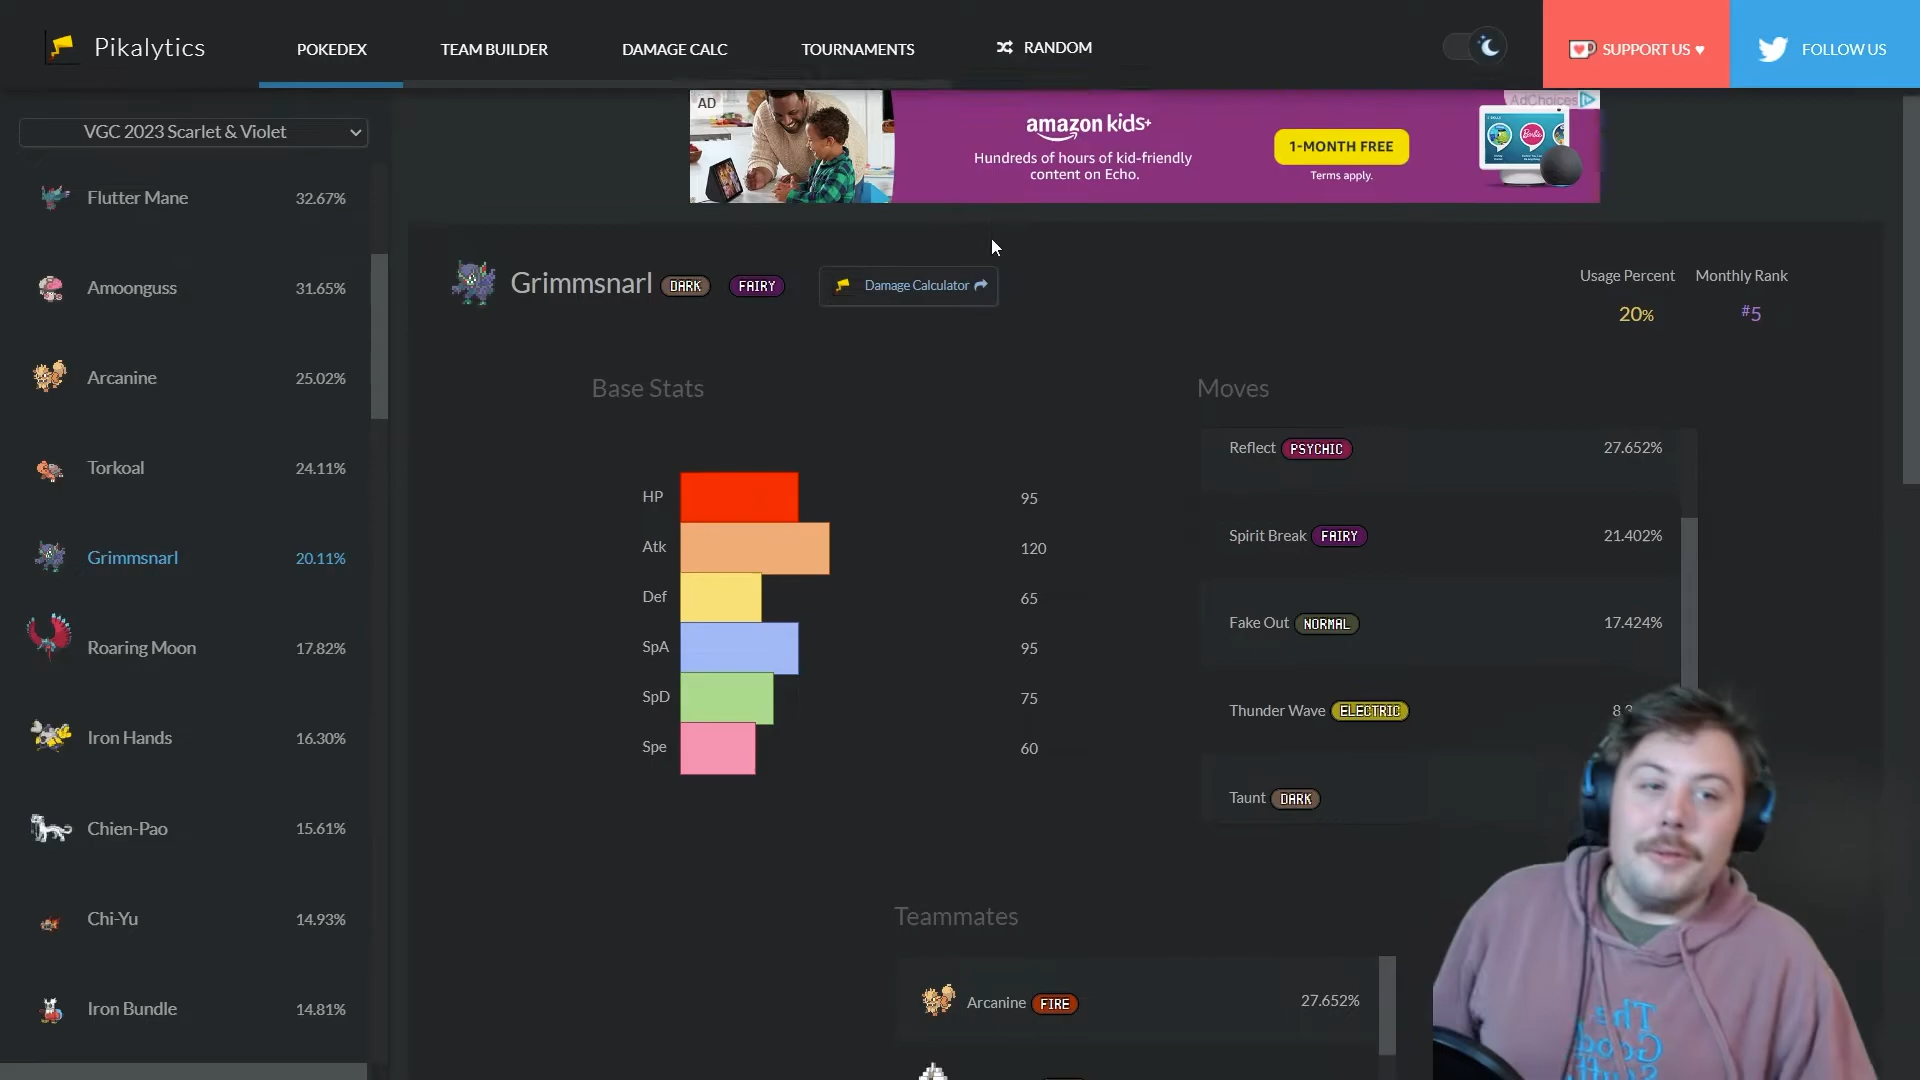 Pikalytics
POKEDEX
TEAM BUILDER
DAMAGE CALC
TOURNAMENTS
RANDOM
SUPPORT US ♥
FOLLOW US
VGC 2023 Scarlet & Violet
Flutter Mane 32.67%
Amoonguss 31.65%
Arcanine 25.02%
Torkoal 24.11%
Grimmsnarl 20.11%
Roaring Moon 17.82%
Iron Hands 16.30%
Chien-Pao 15.61%
Chi-Yu 14.93%
Iron Bundle 14.81%
AD
AdChoices
amazon kids+
Hundreds of hours of kid-friendly
content on Echo.
1-MONTH FREE
Terms apply.
Grimmsnarl DARK FAIRY
Damage Calculator
Usage Percent Monthly Rank
20% #5
Base Stats
HP 95
Atk 120
Def 65
SpA 95
SpD 75
Spe 60
Moves
Reflect PSYCHIC 27.652%
Spirit Break FAIRY 21.402%
Fake Out NORMAL 17.424%
Thunder Wave ELECTRIC
Taunt DARK
Teammates
Arcanine FIRE 27.652%
The
Good